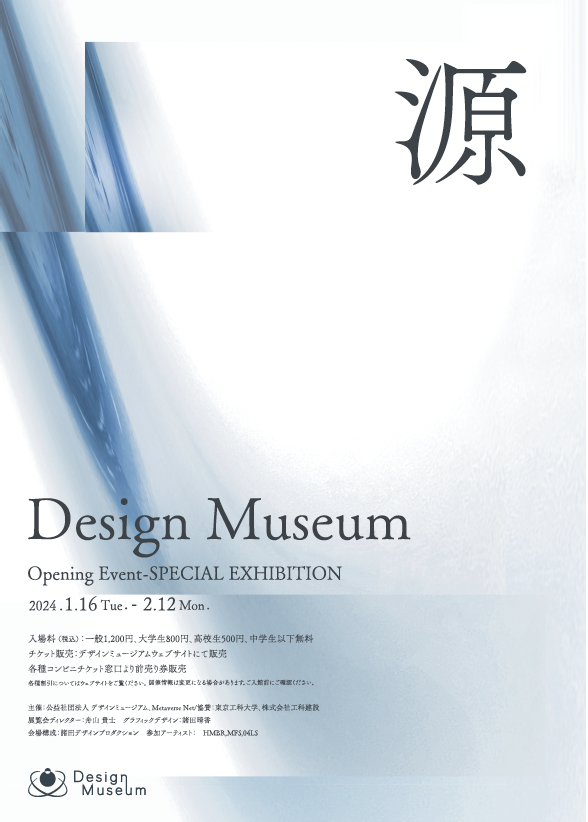 源
Design Museum
Opening Event-SPECIAL EXHIBITION
2024.1.16 Tue. - 2.12 Mon.
入場料（税込）：一般1,200円、大学生800円、高校生500円、中学生以下無料
チケット販売：デザインミュージアムウェブサイトにて販売
各種コンビニチケット窓口より前売り券販売
各種割引についてはウェブサイトをご覧ください。開催情報は変更になる場合があります。ご入館前にご確認ください。
主催：公益社団法人 デザインミュージアム、Metaverse Net/協賛：東京工科大学、株式会社工科建設
展覧会ディレクター：舟山 貴士　グラフィックデザイン：諸田晴香
会場構成：諸田デザインプロダクション　参加アーティスト：　HMBR_MFS_04LS
Design
Museum